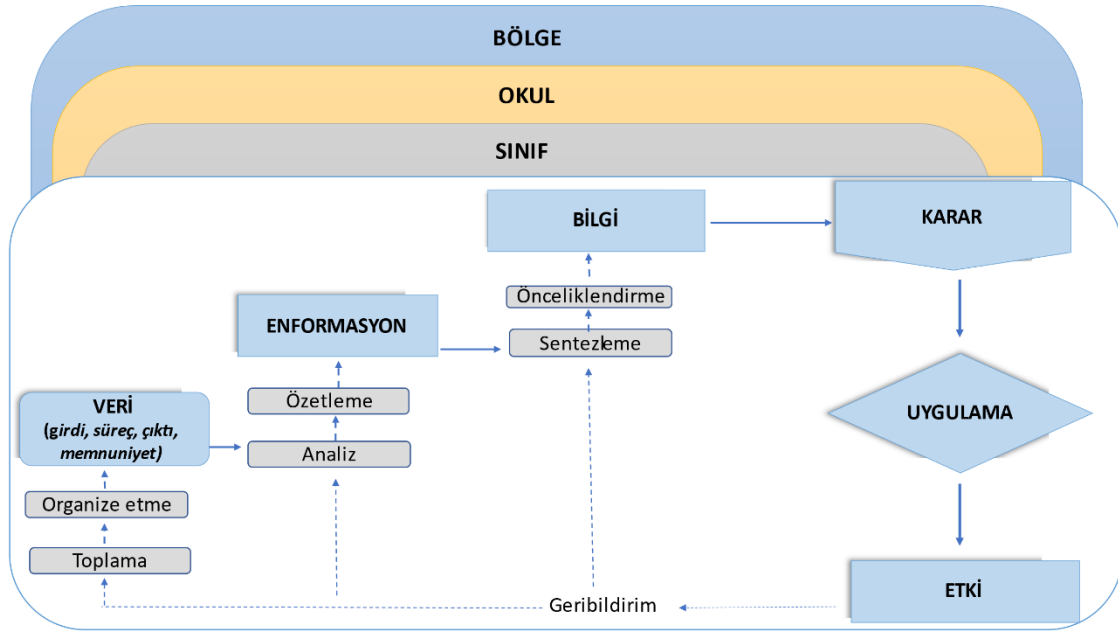 BÖLGE
OKUL
SINIF
BİLGİ
KARAR
Önceliklendirme
ENFORMASYON
Sentezleme
VERİ
(girdi, süreç, çıktı,
memnuniyet)
Özetleme
UYGULAMA
Analiz
Organize etme
Toplama
ETKİ
Geribildirim